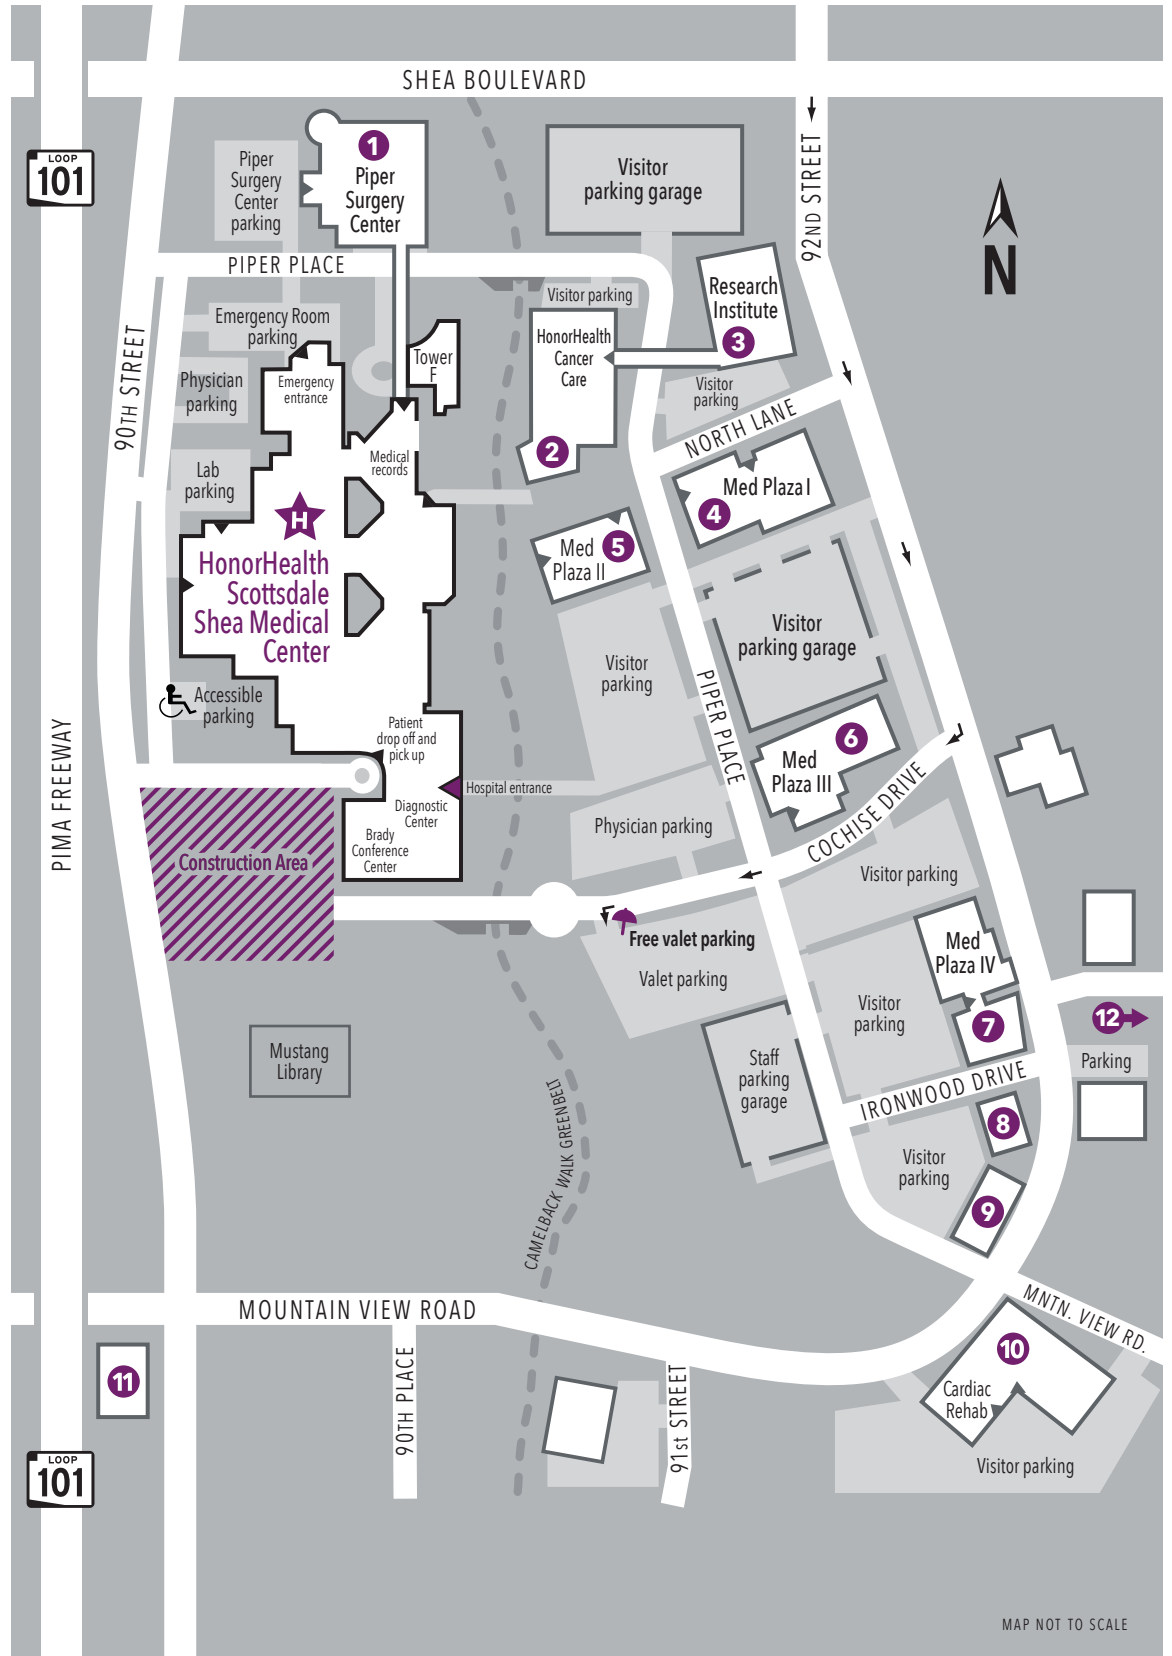 SHEA BOULEVARD
LOOP
101
1
Piper
Surgery
Center
Piper
Surgery
Center
parking
Visitor
parking garage
92ND STREET
N
PIPER PLACE
Research
Institute
3
Visitor parking
Emergency Room
parking
HonorHealth
Cancer
Care
2
Tower
F
90TH STREET
Physician
parking
Emergency
entrance
Visitor
parking
NORTH LANE
Medical
records
Lab
parking
H
HonorHealth
Scottsdale
Shea Medical
Center
Med Plaza I
4
Med
Plaza II
5
Visitor
parking garage
Visitor
parking
PIPER PLACE
Accessible
parking
Patient
drop off and
pick up
6
Med
Plaza III
COCHISE DRIVE
PIMA FREEWAY
Hospital entrance
Diagnostic
Center
Brady
Conference
Center
Physician parking
Construction Area
Visitor parking
Free valet parking
Valet parking
Med
Plaza IV
7
Visitor
parking
12
Parking
Mustang
Library
Staff
parking
garage
IRONWOOD DRIVE
8
CAMELBACK WALK GREENBELT
Visitor
parking
9
MOUNTAIN VIEW ROAD
MNTN. VIEW RD.
10
Cardiac
Rehab
11
90TH PLACE
91st STREET
Visitor parking
LOOP
101
MAP NOT TO SCALE